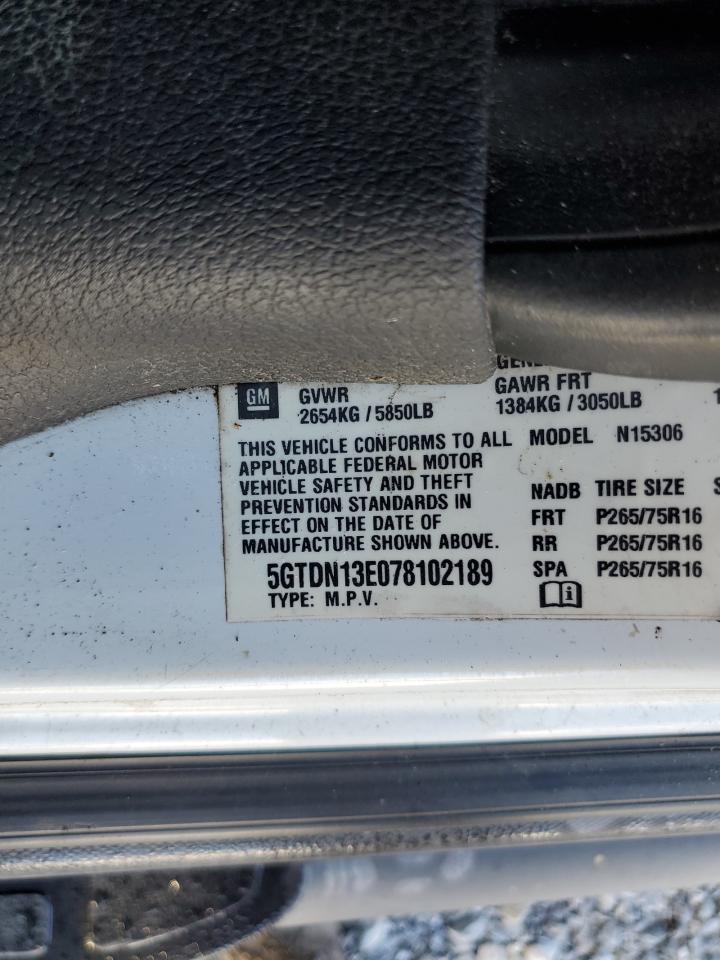 GM
GVWR
2654KG / 5850LB
GAWR FRT
1384KG / 3050LB
THIS VEHICLE CONFORMS TO ALL
APPLICABLE FEDERAL MOTOR
VEHICLE SAFETY AND THEFT
PREVENTION STANDARDS IN
EFFECT ON THE DATE OF
MANUFACTURE SHOWN ABOVE.
5GTDN13E078102189
TYPE: M.P.V.
MODEL N15306
NADB TIRE SIZE
FRT P265/75R16
RR P265/75R16
SPA P265/75R16
i